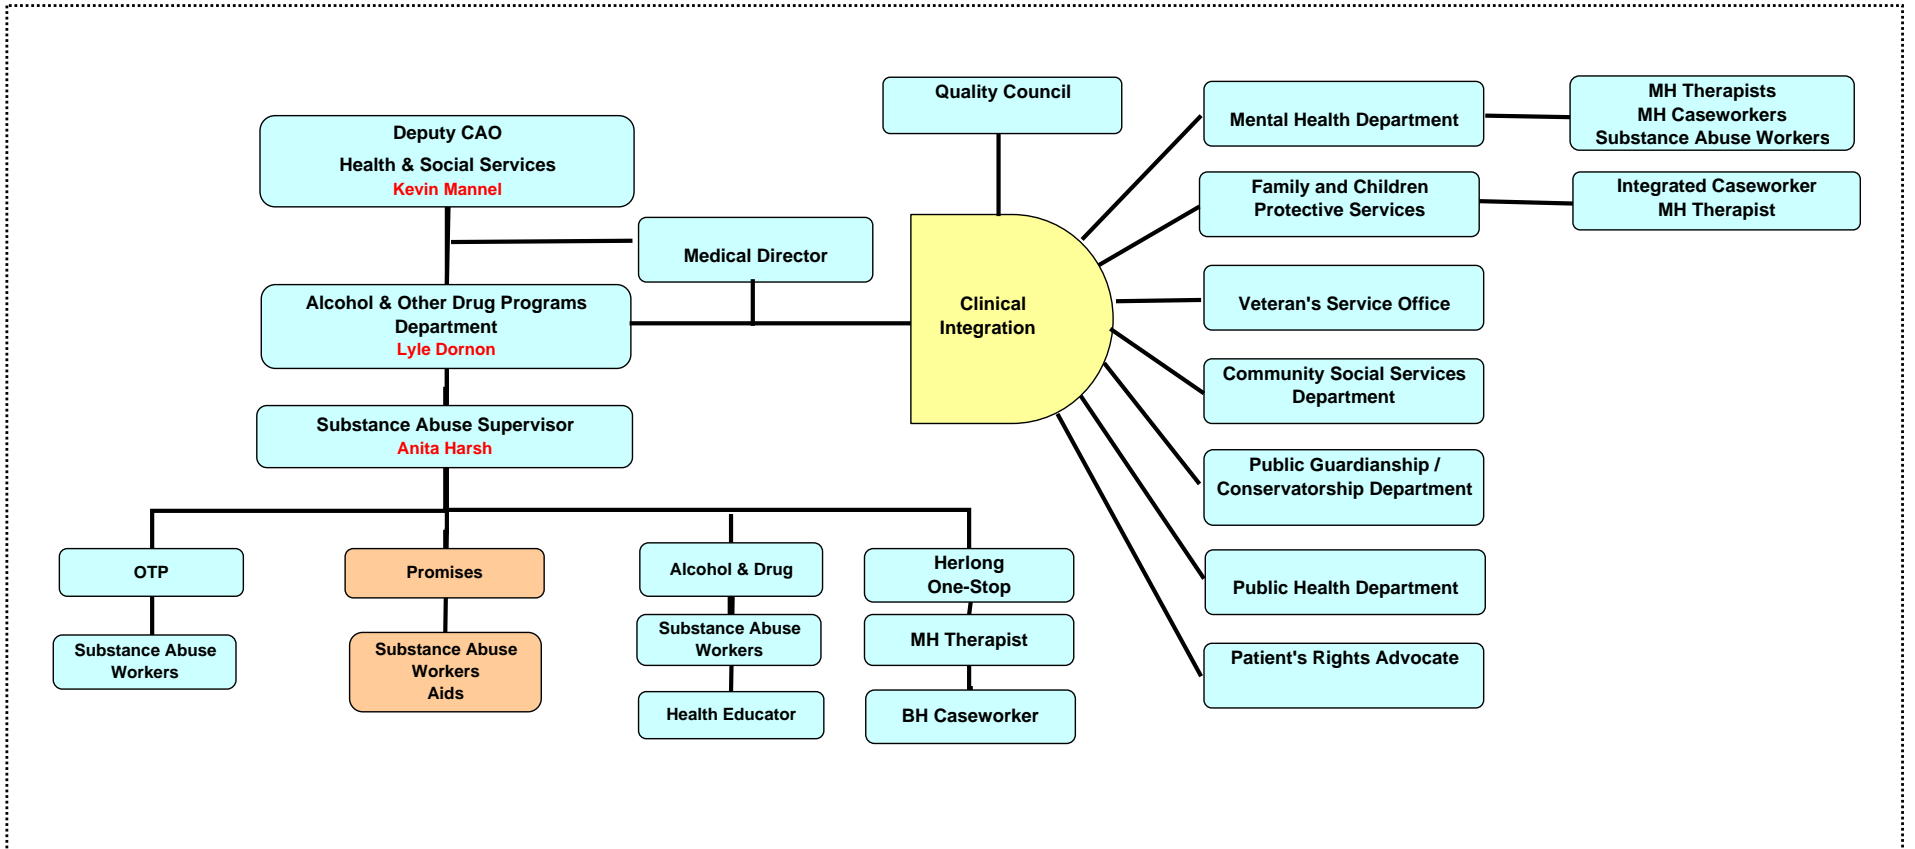 Deputy CAO
Health & Social Services
Kevin Mannel
Medical Director
Alcohol & Other Drug Programs
Department
Lyle Dornon
Substance Abuse Supervisor
Anita Harsh
OTP
Substance Abuse
Workers
Promises
Substance Abuse
Workers
Aids
Alcohol & Drug
Substance Abuse
Workers
Health Educator
Herlong
One-Stop
MH Therapist
BH Caseworker
Quality Council
Clinical
Integration
Mental Health Department
MH Therapists
MH Caseworkers
Substance Abuse Workers
Family and Children
Protective Services
Integrated Caseworker
MH Therapist
Veteran's Service Office
Community Social Services
Department
Public Guardianship /
Conservatorship Department
Public Health Department
Patient's Rights Advocate